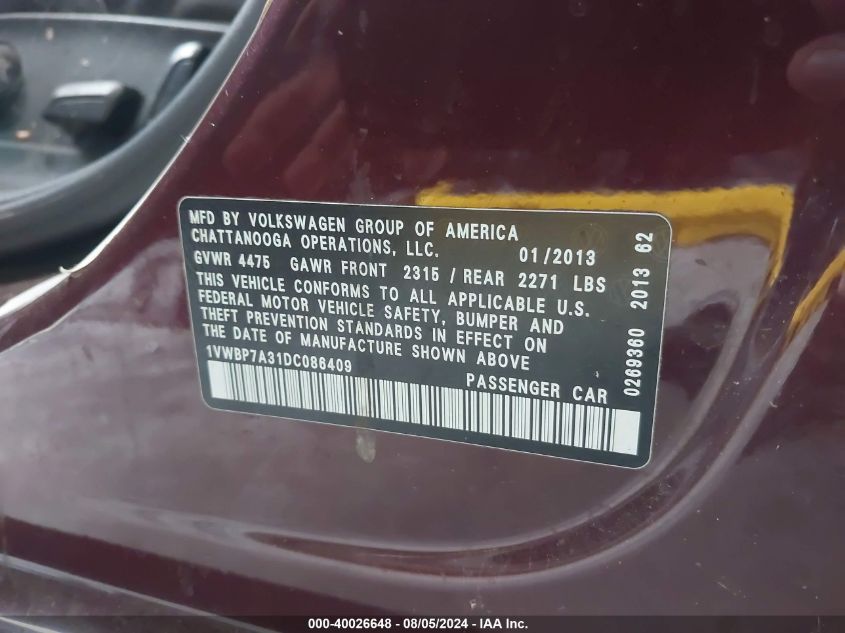 MFD BY VOLKSWAGEN GROUP OF AMERICA
CHATTANOOGA OPERATIONS, LLC. 01/2013
GVWR 4475 GAWR FRONT 2315 / REAR 2271 LBS
THIS VEHICLE CONFORMS TO ALL APPLICABLE U.S.
FEDERAL MOTOR VEHICLE SAFETY, BUMPER AND
THEFT PREVENTION STANDARDS IN EFFECT ON
THE DATE OF MANUFACTURE SHOWN ABOVE
1VWBP7A31DC086409 PASSENGER CAR
0269360 2013 62
000-40026648 - 08/05/2024 - IAA Inc.